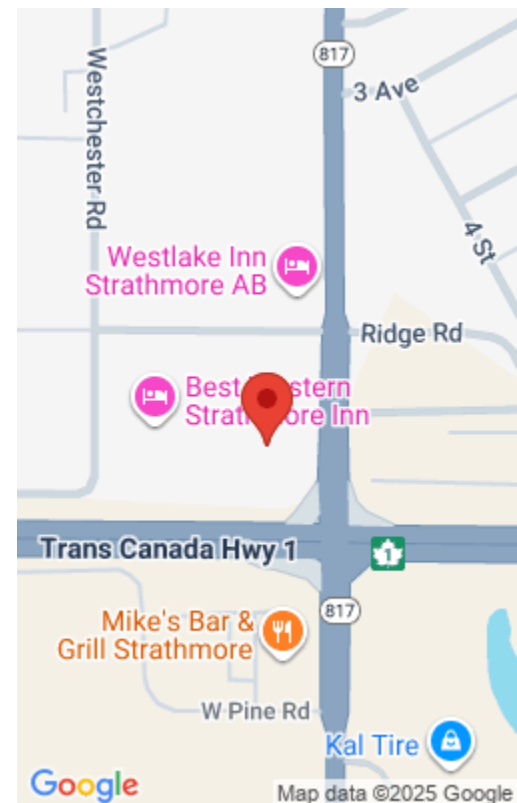 817
3 Ave
Westchester Rd
4 St
Westlake Inn
Strathmore AB
Ridge Rd
Best Western
Strathmore Inn
Trans Canada Hwy 1
1
817
Mike's Bar &
Grill Strathmore
W Pine Rd
Kal Tire
Google
Map data ©2025 Google